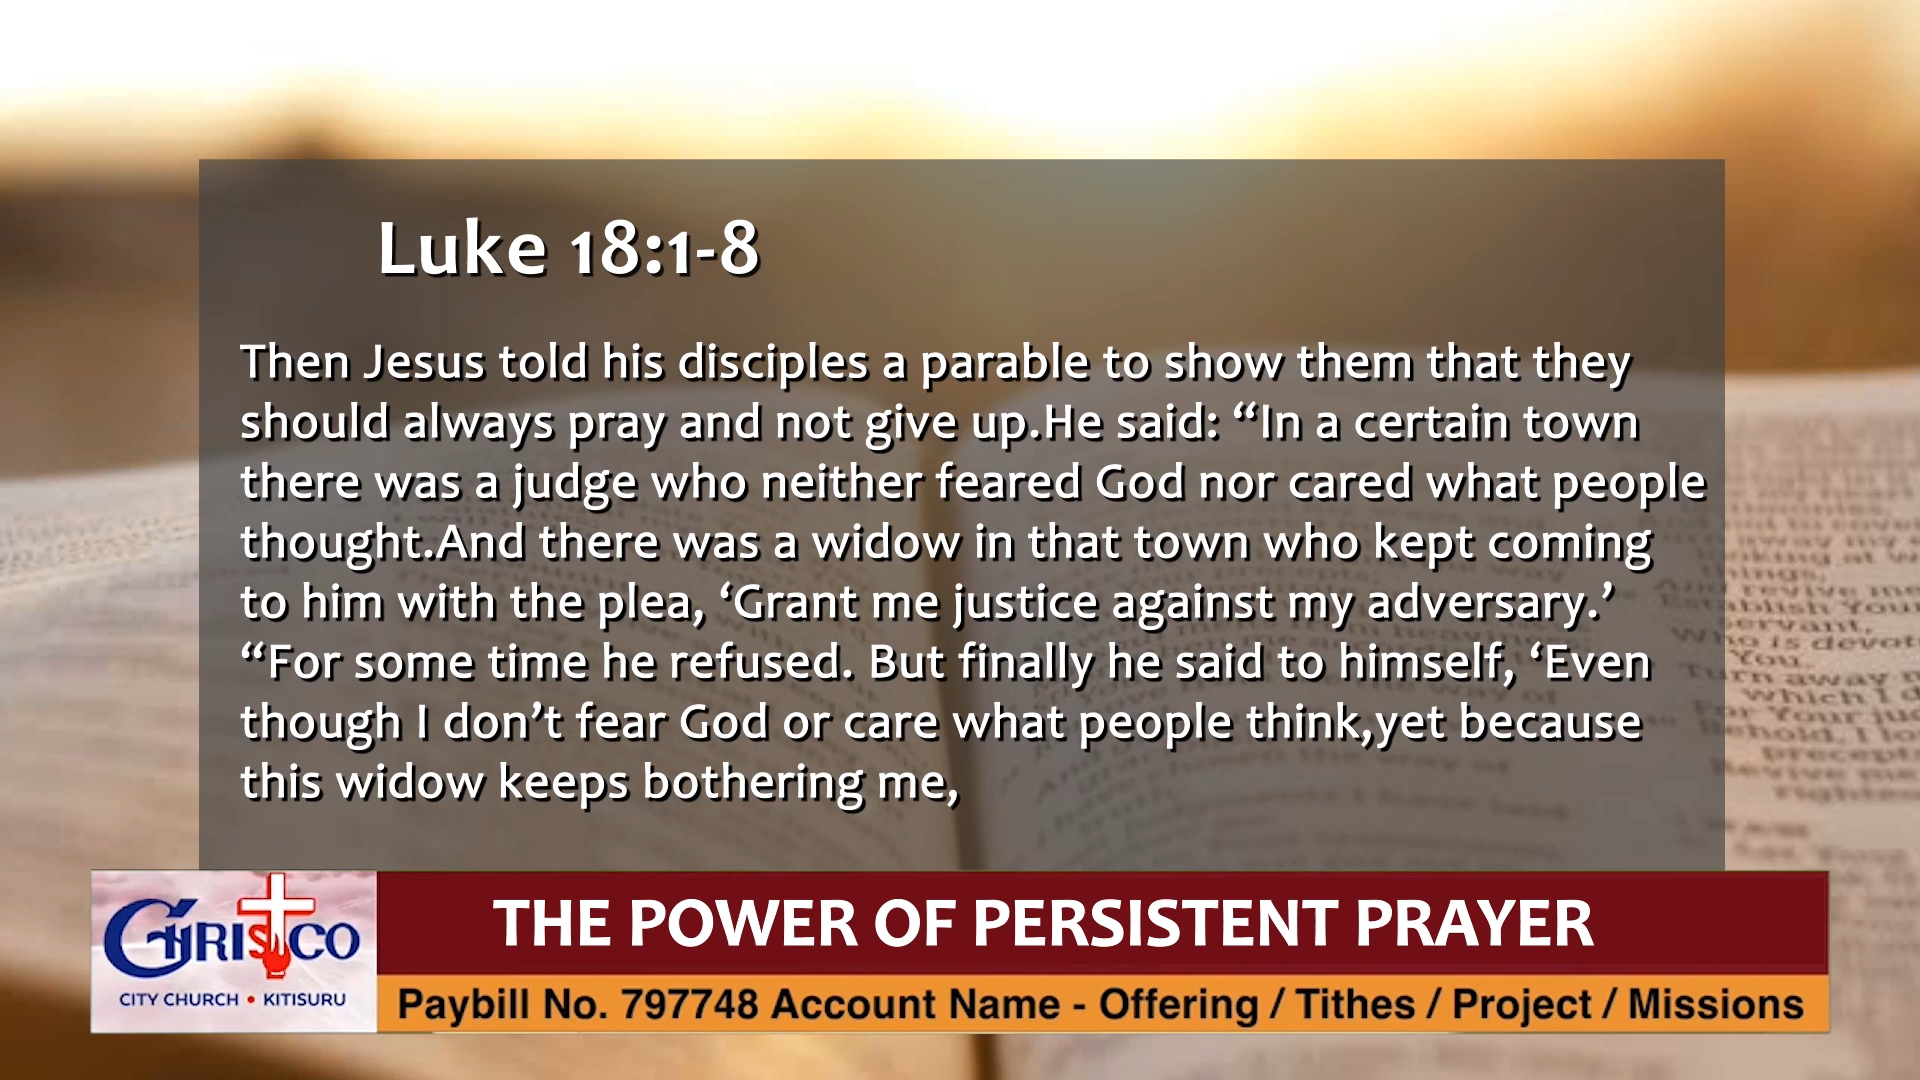 Luke 18:1-8
Then Jesus told his disciples a parable to show them that they
should always pray and not give up.He said: “In a certain town
there was a judge who neither feared God nor cared what people
thought.And there was a widow in that town who kept coming
to him with the plea, ‘Grant me justice against my adversary.’
“For some time he refused. But finally he said to himself, ‘Even
though I don’t fear God or care what people think,yet because
this widow keeps bothering me,
CHRISCO
CITY CHURCH • KITISURU
THE POWER OF PERSISTENT PRAYER
Paybill No. 797748 Account Name - Offering / Tithes / Project / Missions